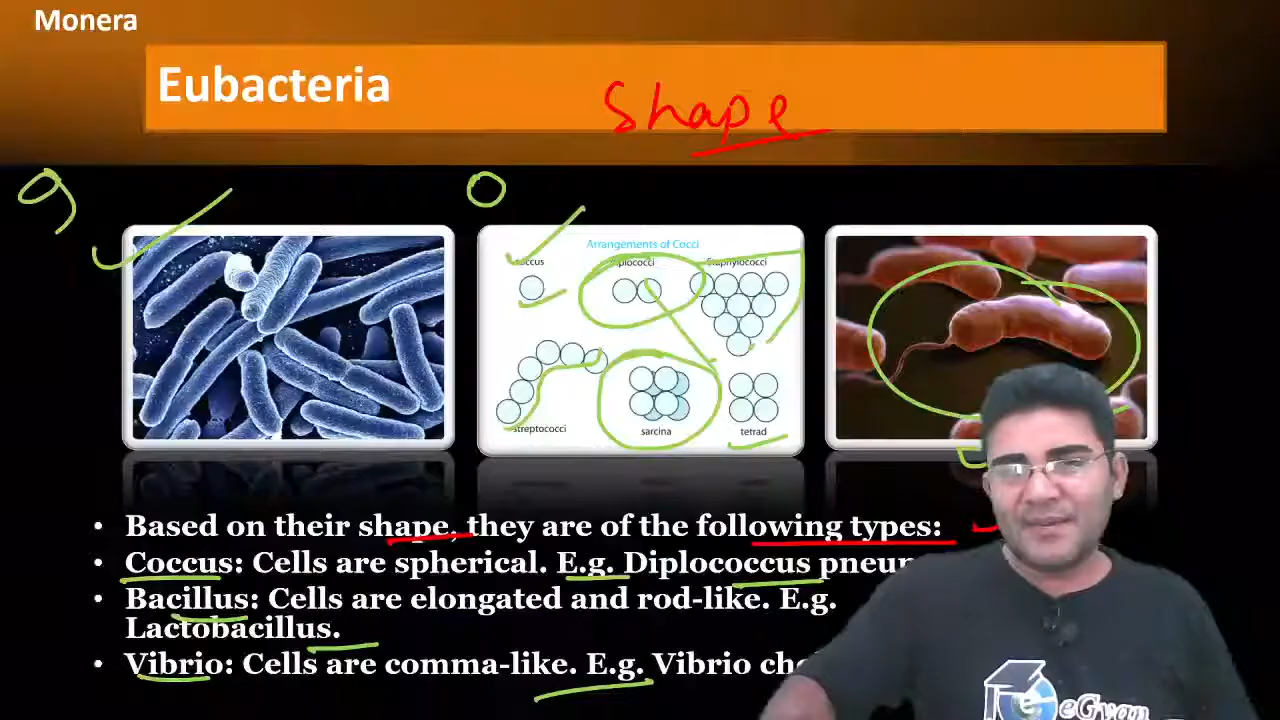 Monera
Eubacteria
Shape
Arrangements of Cocci
Staphylococci
streptococci
sarcina
tetrad
• Based on their shape, they are of the following types:
• Coccus: Cells are spherical. E.g. Diplococcus
• Bacillus: Cells are elongated and rod-like. E.g.
Lactobacillus.
• Vibrio: Cells are comma-like. E.g. Vibrio
eGyan